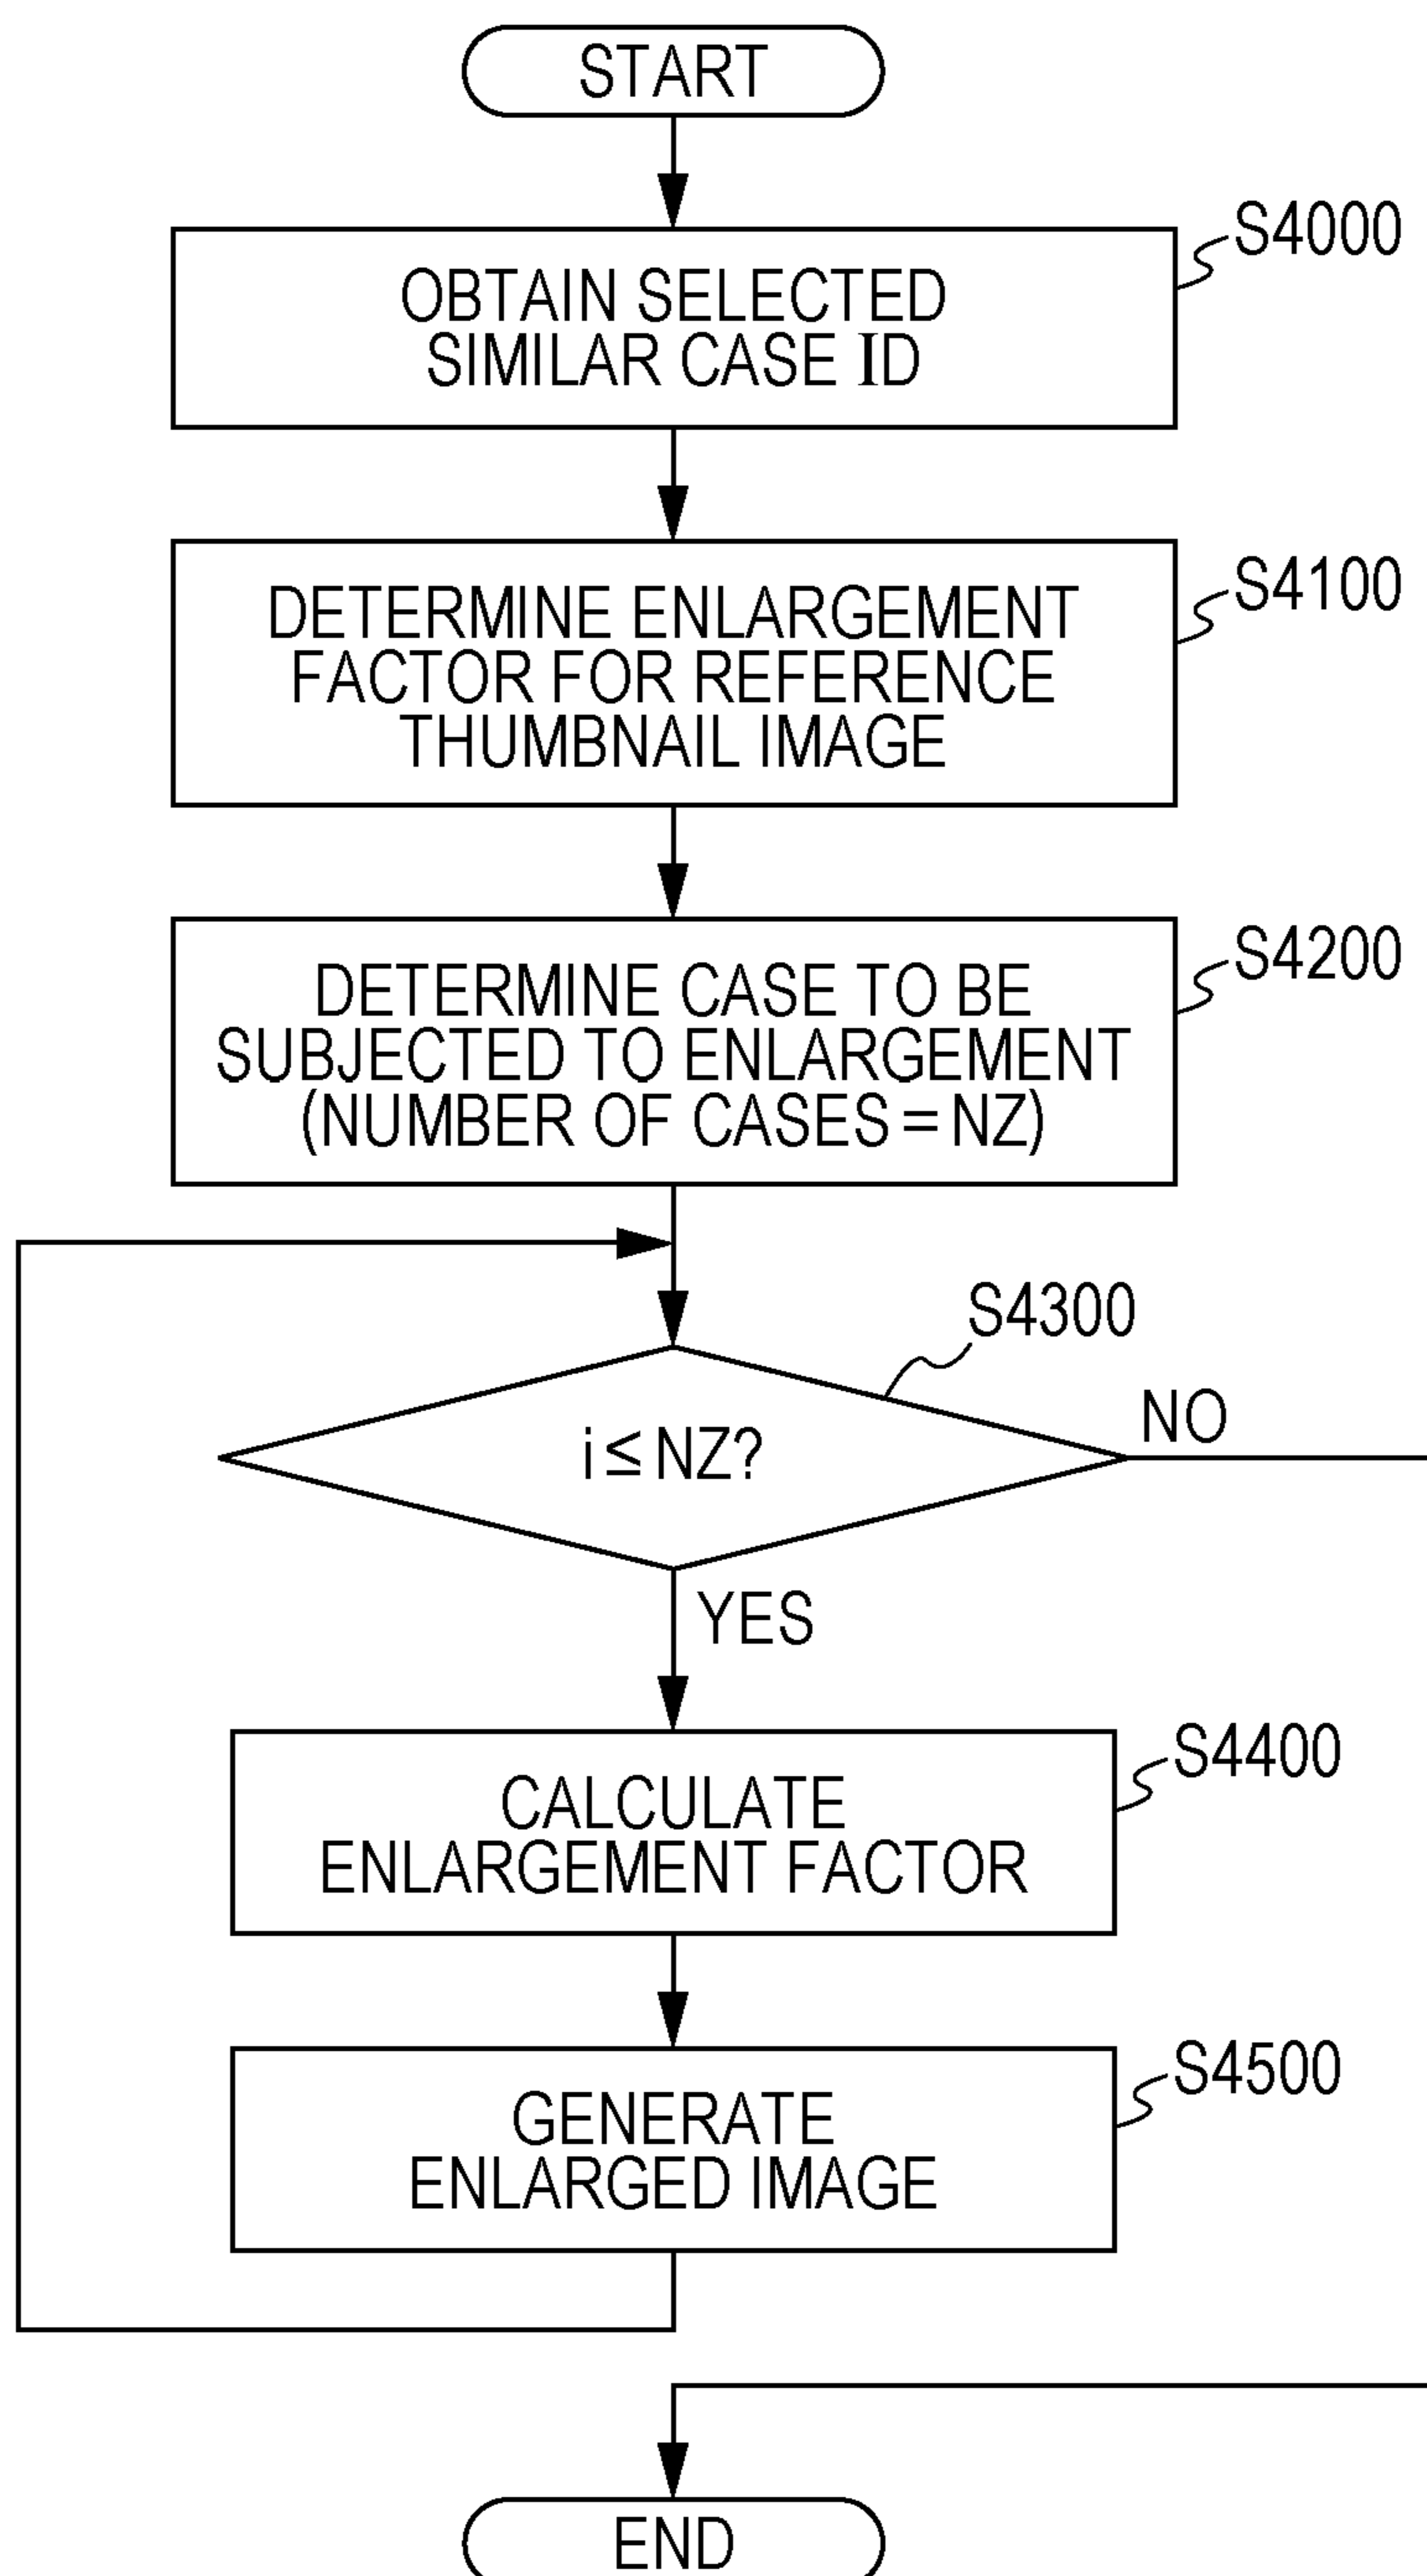 START
S4000
OBTAIN SELECTED
SIMILAR CASE ID
S4100
DETERMINE ENLARGEMENT
FACTOR FOR REFERENCE
THUMBNAIL IMAGE
S4200
DETERMINE CASE TO BE
SUBJECTED TO ENLARGEMENT
(NUMBER OF CASES = NZ)
S4300
i ≤ NZ?
NO
YES
S4400
CALCULATE
ENLARGEMENT FACTOR
S4500
GENERATE
ENLARGED IMAGE
END